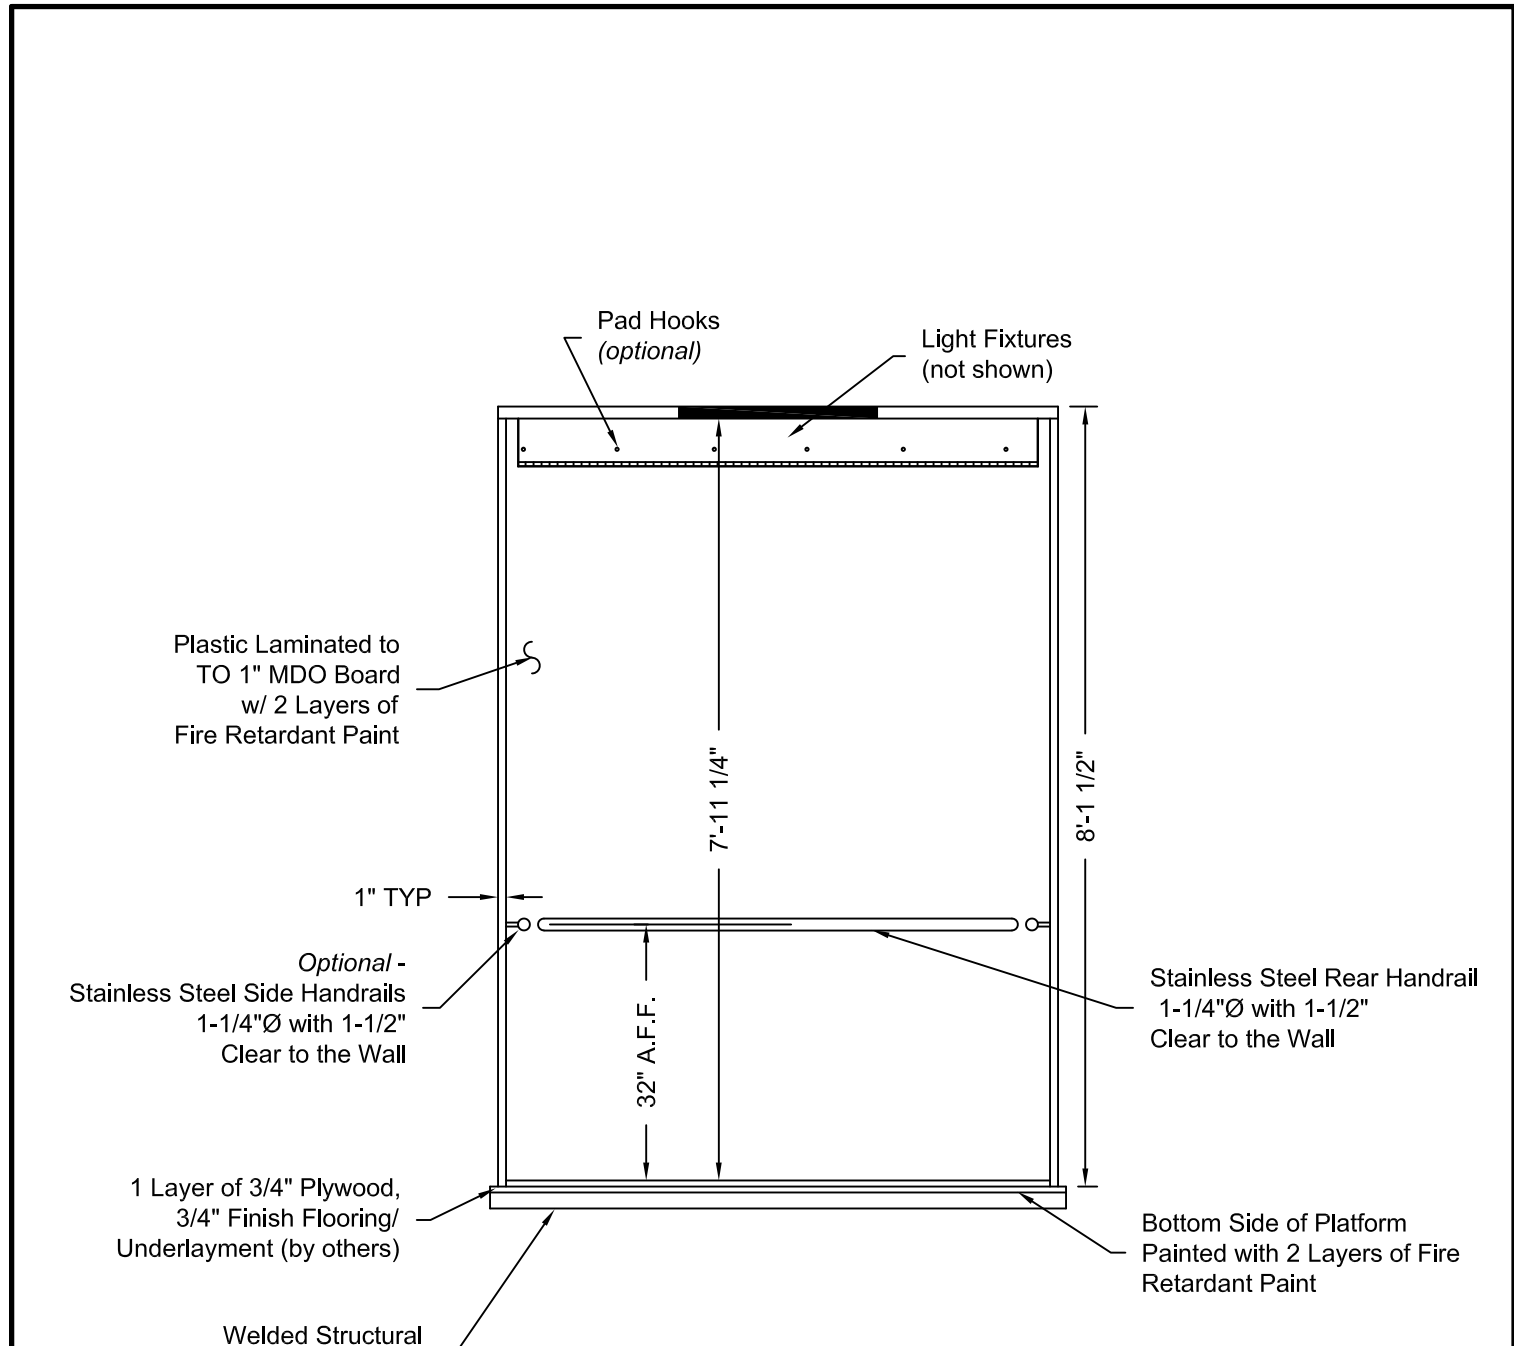 Pad Hooks
(optional)
Light Fixtures
(not shown)
Plastic Laminated to
TO 1" MDO Board
w/ 2 Layers of
Fire Retardant Paint
7'-11 1/4"
8'-1 1/2"
1" TYP
Optional -
Stainless Steel Side Handrails
1-1/4"Ø with 1-1/2"
Clear to the Wall
32" A.F.F.
Stainless Steel Rear Handrail
1-1/4"Ø with 1-1/2"
Clear to the Wall
1 Layer of 3/4" Plywood,
3/4" Finish Flooring/
Underlayment (by others)
Bottom Side of Platform
Painted with 2 Layers of Fire
Retardant Paint
Welded Structural